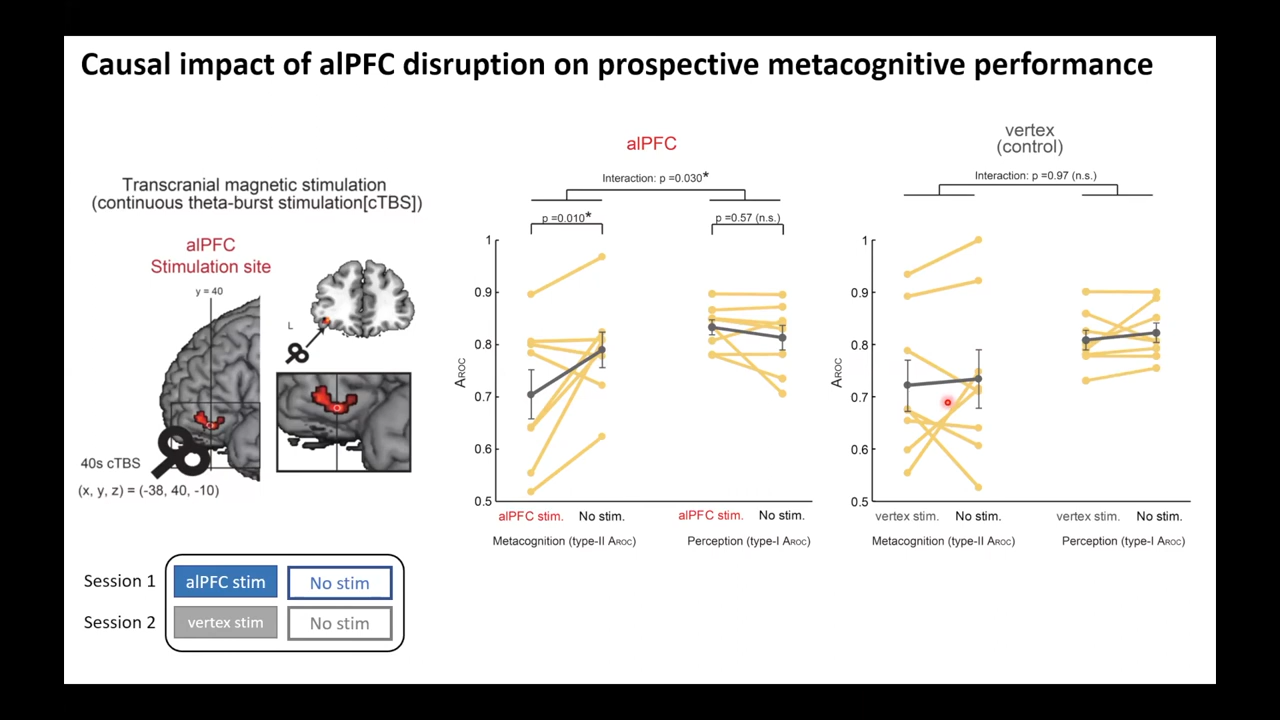 Causal impact of alPFC disruption on prospective metacognitive performance
Transcranial magnetic stimulation
(continuous theta-burst stimulation[cTBS])
alPFC
Stimulation site
y = 40
L
40s cTBS
(x, y, z) = (-38, 40, -10)
Session 1
alPFC stim
No stim
Session 2
vertex stim
No stim
alPFC
Interaction: p =0.030*
p =0.010*
p =0.57 (n.s.)
AROC
1
0.9
0.8
0.7
0.6
0.5
alPFC stim.
No stim.
alPFC stim.
No stim.
Metacognition (type-II AROC)
Perception (type-I AROC)
vertex
(control)
Interaction: p =0.97 (n.s.)
AROC
1
0.9
0.8
0.7
0.6
0.5
vertex stim.
No stim.
vertex stim.
No stim.
Metacognition (type-II AROC)
Perception (type-I AROC)